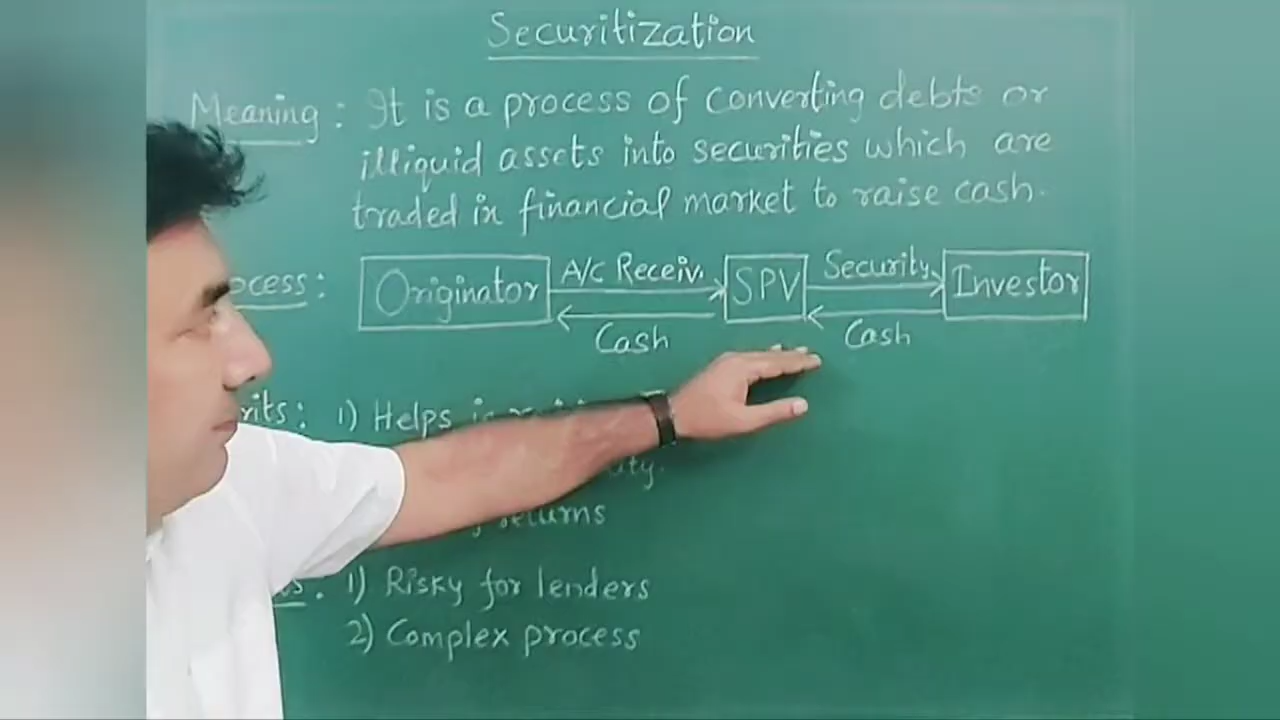 Securitization
Meaning : It is a process of converting debts or
illiquid assets into securities which are
traded in financial market to raise cash.
: Originator A/C Receiv. SPV Security Investor
Cash Cash
: 1) Helps
returns
1) Risky for lenders
2) Complex process